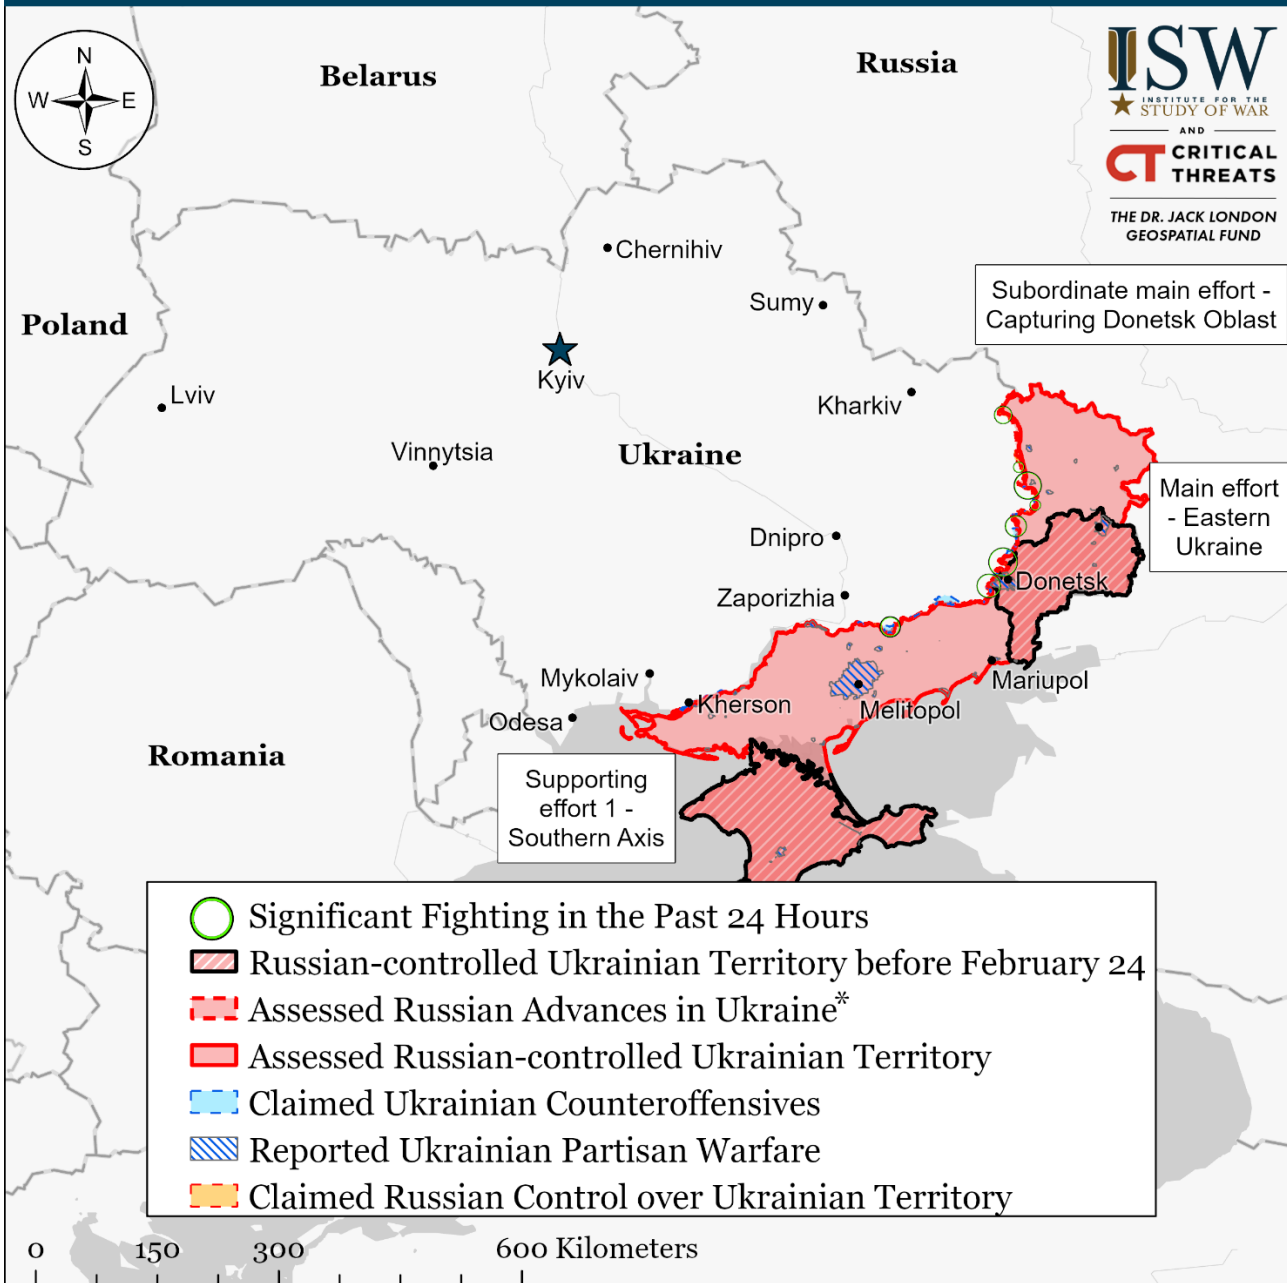 N
W
E
S
Belarus
Russia
ISW
INSTITUTE FOR THE
STUDY OF WAR
AND
CT CRITICAL
THREATS
THE DR. JACK LONDON
GEOSPATIAL FUND
Chernihiv
Subordinate main effort -
Capturing Donetsk Oblast
Sumy
Poland
Kyiv
Lviv
Kharkiv
Vinnytsia
Ukraine
Main effort
- Eastern
Ukraine
Dnipro
Donetsk
Zaporizhia
Mykolaiv
Mariupol
Kherson
Melitopol
Odesa
Romania
Supporting
effort 1 -
Southern Axis
Significant Fighting in the Past 24 Hours
Russian-controlled Ukrainian Territory before February 24
Assessed Russian Advances in Ukraine*
Assessed Russian-controlled Ukrainian Territory
Claimed Ukrainian Counteroffensives
Reported Ukrainian Partisan Warfare
Claimed Russian Control over Ukrainian Territory
0 150 300 600 Kilometers